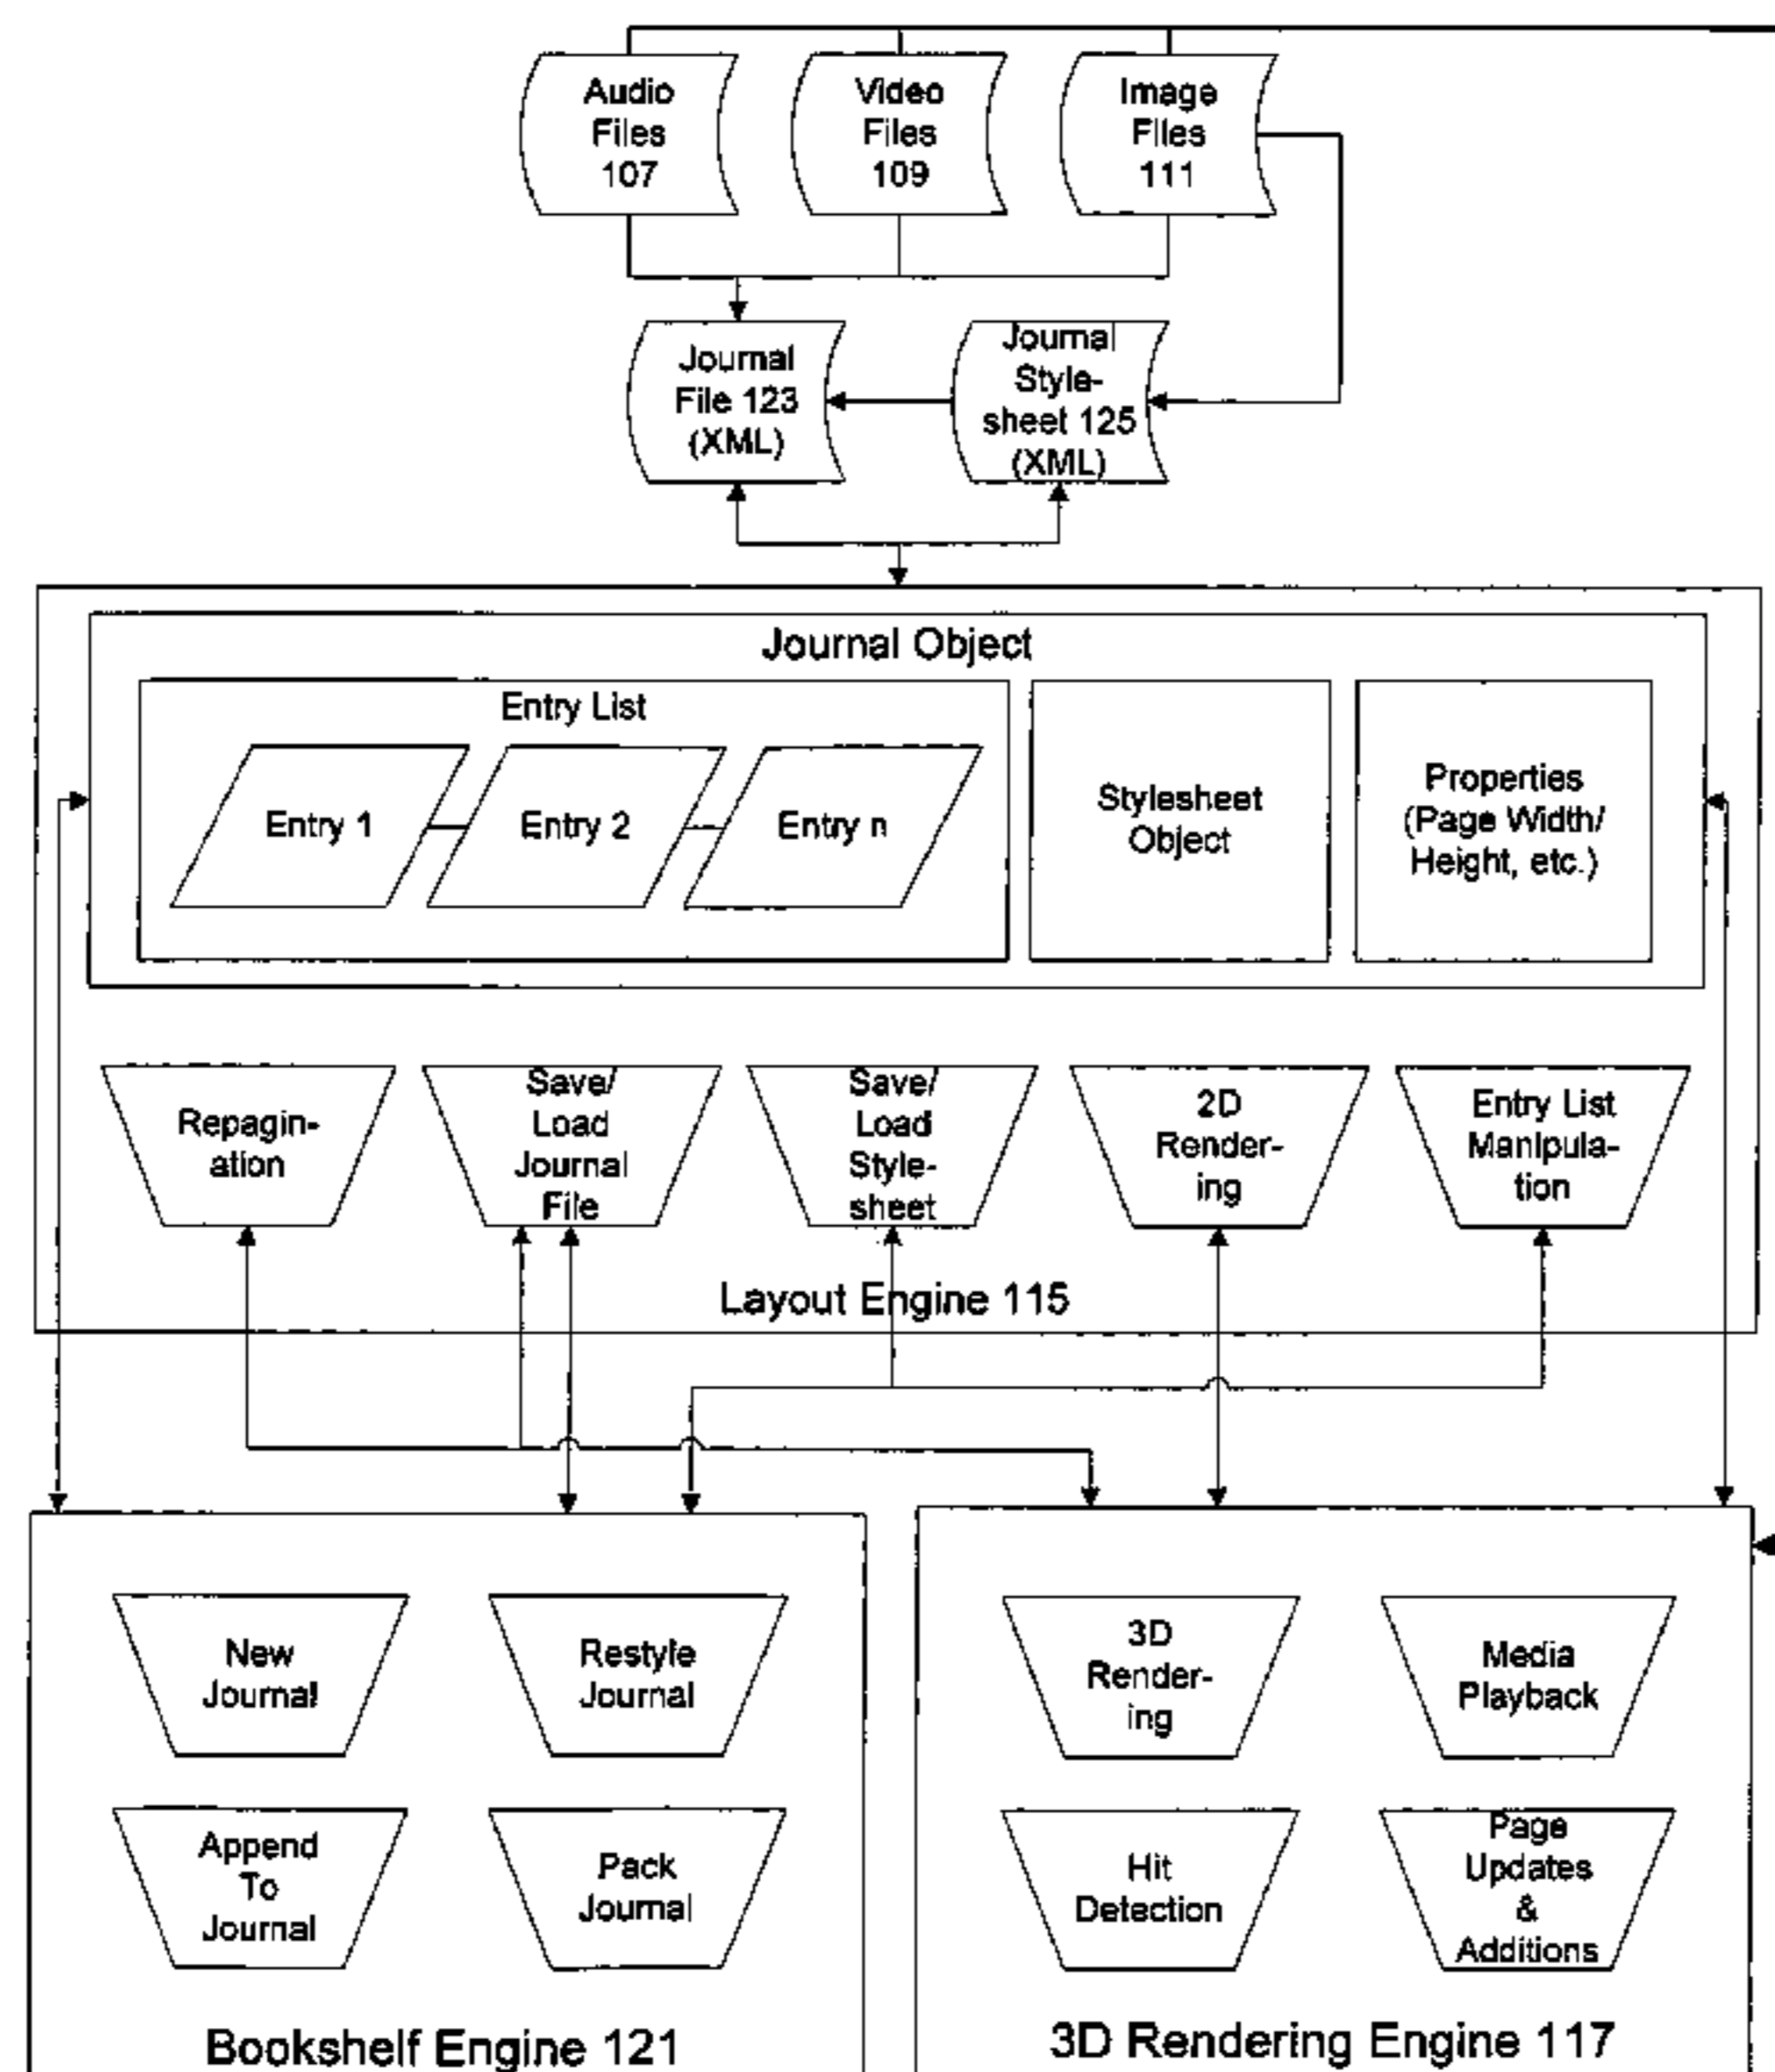 Audio
Files
107
Video
Files
109
Image
Files
111
Journal
File 123
(XML)
Journal
Style-
sheet 125
(XML)
Journal Object
Entry List
Entry 1
Entry 2
Entry n
Stylesheet
Object
Properties
(Page Width/
Height, etc.)
Repagin-
ation
Save/
Load
Journal
File
Save/
Load
Style-
sheet
2D
Render-
ing
Entry List
Manipula-
tion
Layout Engine 115
New
Journal
Restyle
Journal
Append
To
Journal
Pack
Journal
Bookshelf Engine 121
3D
Render-
ing
Media
Playback
Hit
Detection
Page
Updates
&
Additions
3D Rendering Engine 117